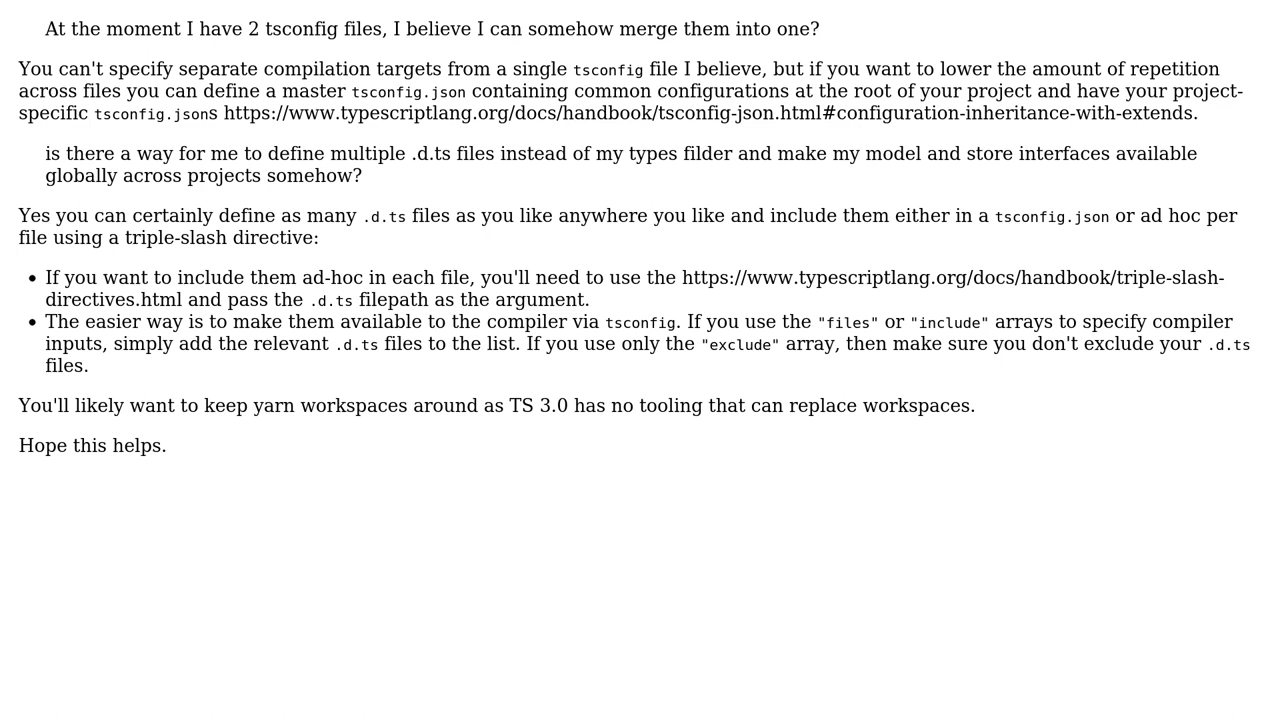 At the moment I have 2 tsconfig files, I believe I can somehow merge them into one?
You can't specify separate compilation targets from a single tsconfig file I believe, but if you want to lower the amount of repetition
across files you can define a master tsconfig.json containing common configurations at the root of your project and have your project-
specific tsconfig.jsons https://www.typescriptlang.org/docs/handbook/tsconfig-json.html#configuration-inheritance-with-extends.
is there a way for me to define multiple .d.ts files instead of my types filder and make my model and store interfaces available
globally across projects somehow?
Yes you can certainly define as many .d.ts files as you like anywhere you like and include them either in a tsconfig.json or ad hoc per
file using a triple-slash directive:
• If you want to include them ad-hoc in each file, you'll need to use the https://www.typescriptlang.org/docs/handbook/triple-slash-
directives.html and pass the .d.ts filepath as the argument.
• The easier way is to make them available to the compiler via tsconfig. If you use the "files" or "include" arrays to specify compiler
inputs, simply add the relevant .d.ts files to the list. If you use only the "exclude" array, then make sure you don't exclude your .d.ts
files.
You'll likely want to keep yarn workspaces around as TS 3.0 has no tooling that can replace workspaces.
Hope this helps.